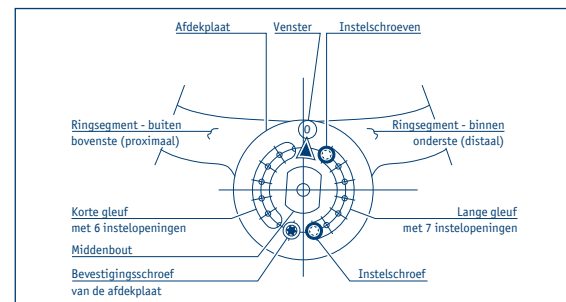 Afdekplaat
Venster
Instelschroeven
Ringsegment - buiten
bovenste (proximaal)
0
Ringsegment - binnen
onderste (distaal)
Korte gleuf
met 6 instelopeningen
Lange gleuf
met 7 instelopeningen
Middenbout
Bevestigingsschroef
van de afdekplaat
Instelschroef